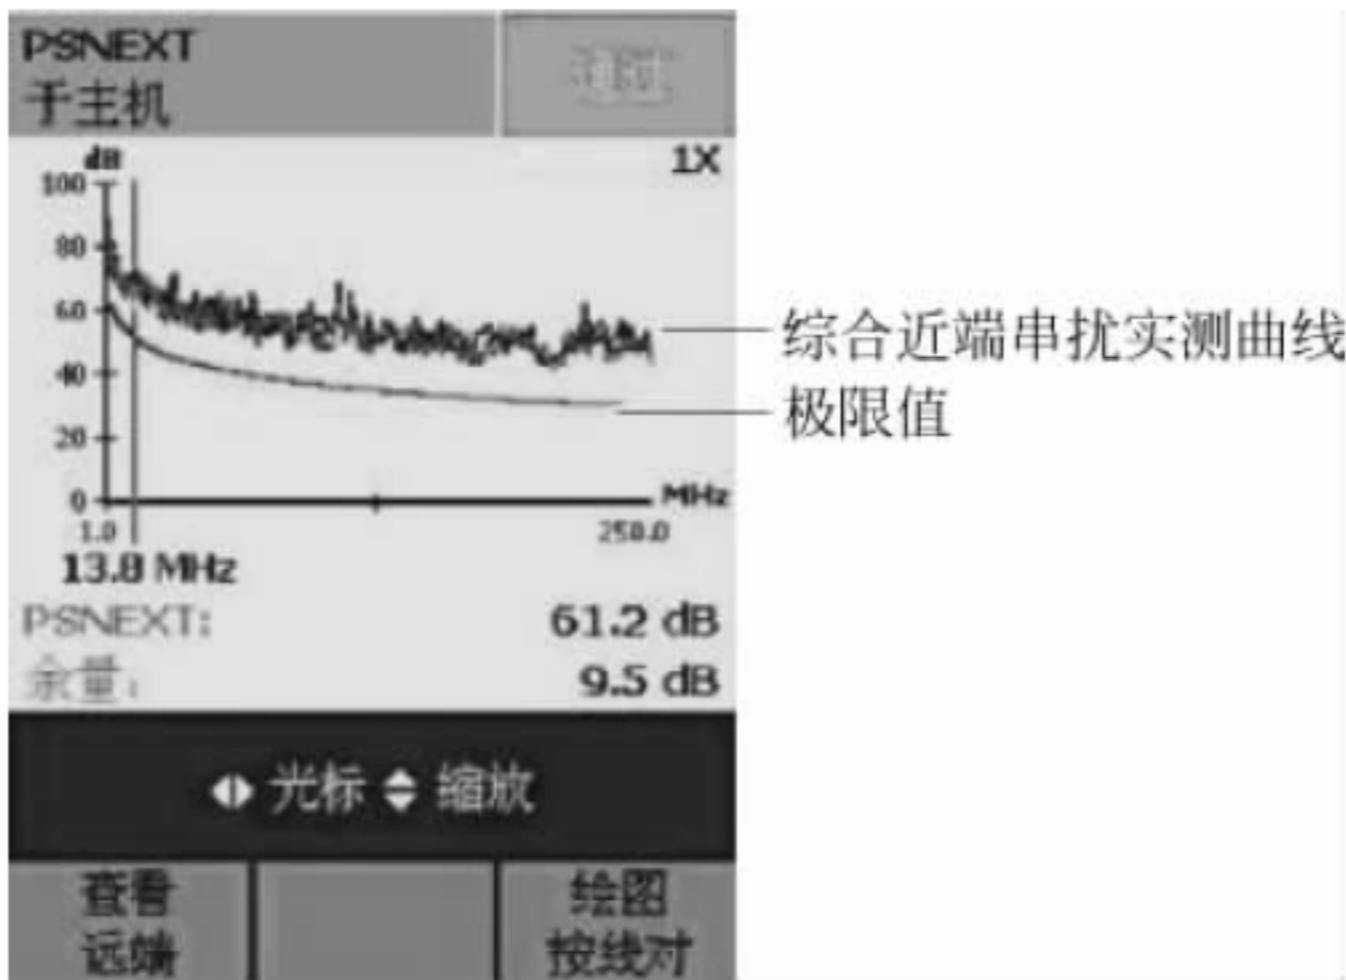 PSNEXT
于主机
通过
dB
1X
100
80
60
40
20
0
MHz
1.0
250.0
13.8 MHz
综合近端串扰实测曲线
极限值
PSNEXT:
61.2 dB
余量:
9.5 dB
光标
缩放
查看
远端
绘图
按线对